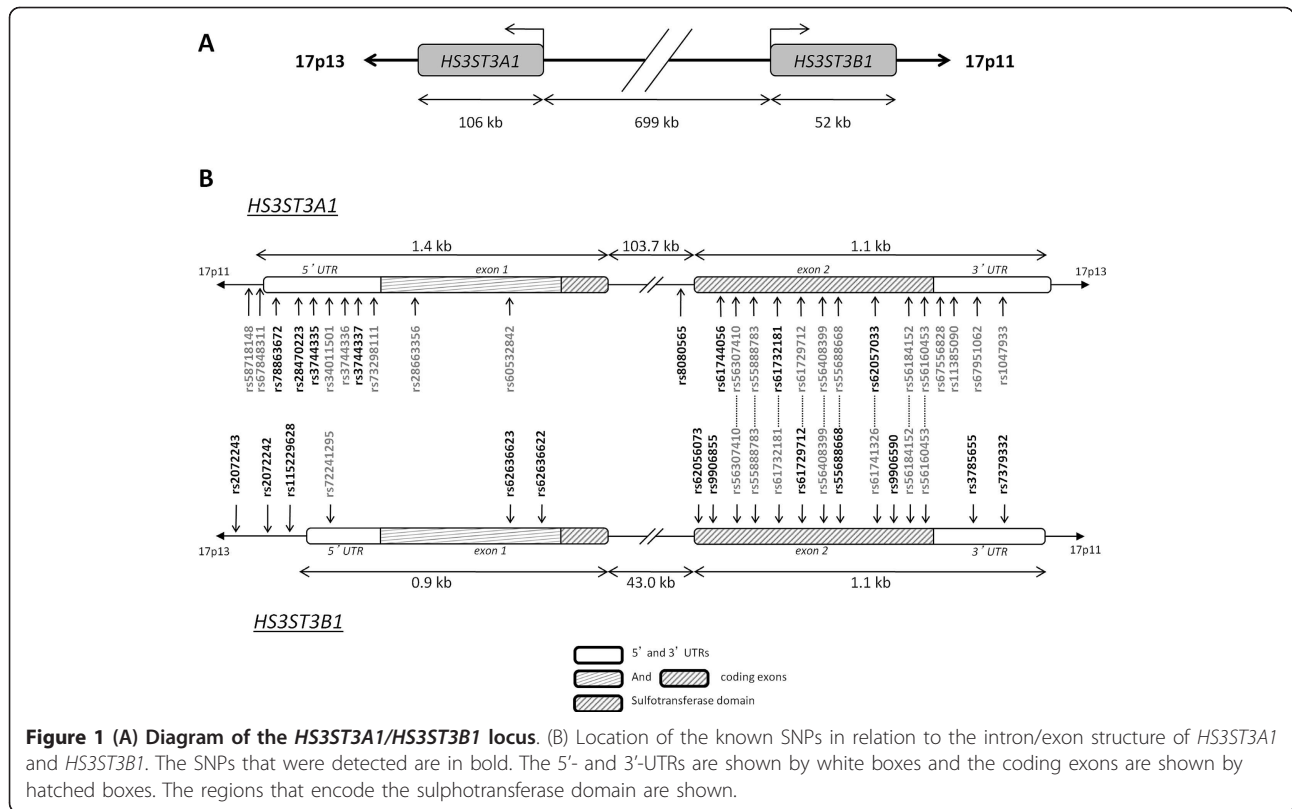 A
17p13
HS3ST3A1
HS3ST3B1
17p11
106 kb
699 kb
52 kb
B
HS3ST3A1
1.4 kb
103.7 kb
1.1 kb
17p11
5' UTR
exon 1
exon 2
3' UTR
17p13
rs58718148
rs67848311
rs78863672
rs28470223
rs3744335
rs34011501
rs3744336
rs3744337
rs73298111
rs28663356
rs60532842
rs8080565
rs61744056
rs56307410
rs55888783
rs61732181
rs61729712
rs56408399
rs55688668
rs62057033
rs56184152
rs56160453
rs67556828
rs11385090
rs67951062
rs1047933
rs2072243
rs2072242
rs115229628
rs72241295
rs62636623
rs62636622
rs62056073
rs9906855
rs56307410
rs55888783
rs61732181
rs61729712
rs56408399
rs55688668
rs61741326
rs9906590
rs56184152
rs56160453
rs3785655
rs7379332
17p13
5' UTR
exon 1
exon 2
3' UTR
17p11
0.9 kb
43.0 kb
1.1 kb
HS3ST3B1
5' and 3' UTRs
And coding exons
Sulfotransferase domain
Figure 1 (A) Diagram of the HS3ST3A1/HS3ST3B1 locus. (B) Location of the known SNPs in relation to the intron/exon structure of HS3ST3A1
and HS3ST3B1. The SNPs that were detected are in bold. The 5'- and 3'-UTRs are shown by white boxes and the coding exons are shown by
hatched boxes. The regions that encode the sulphotransferase domain are shown.